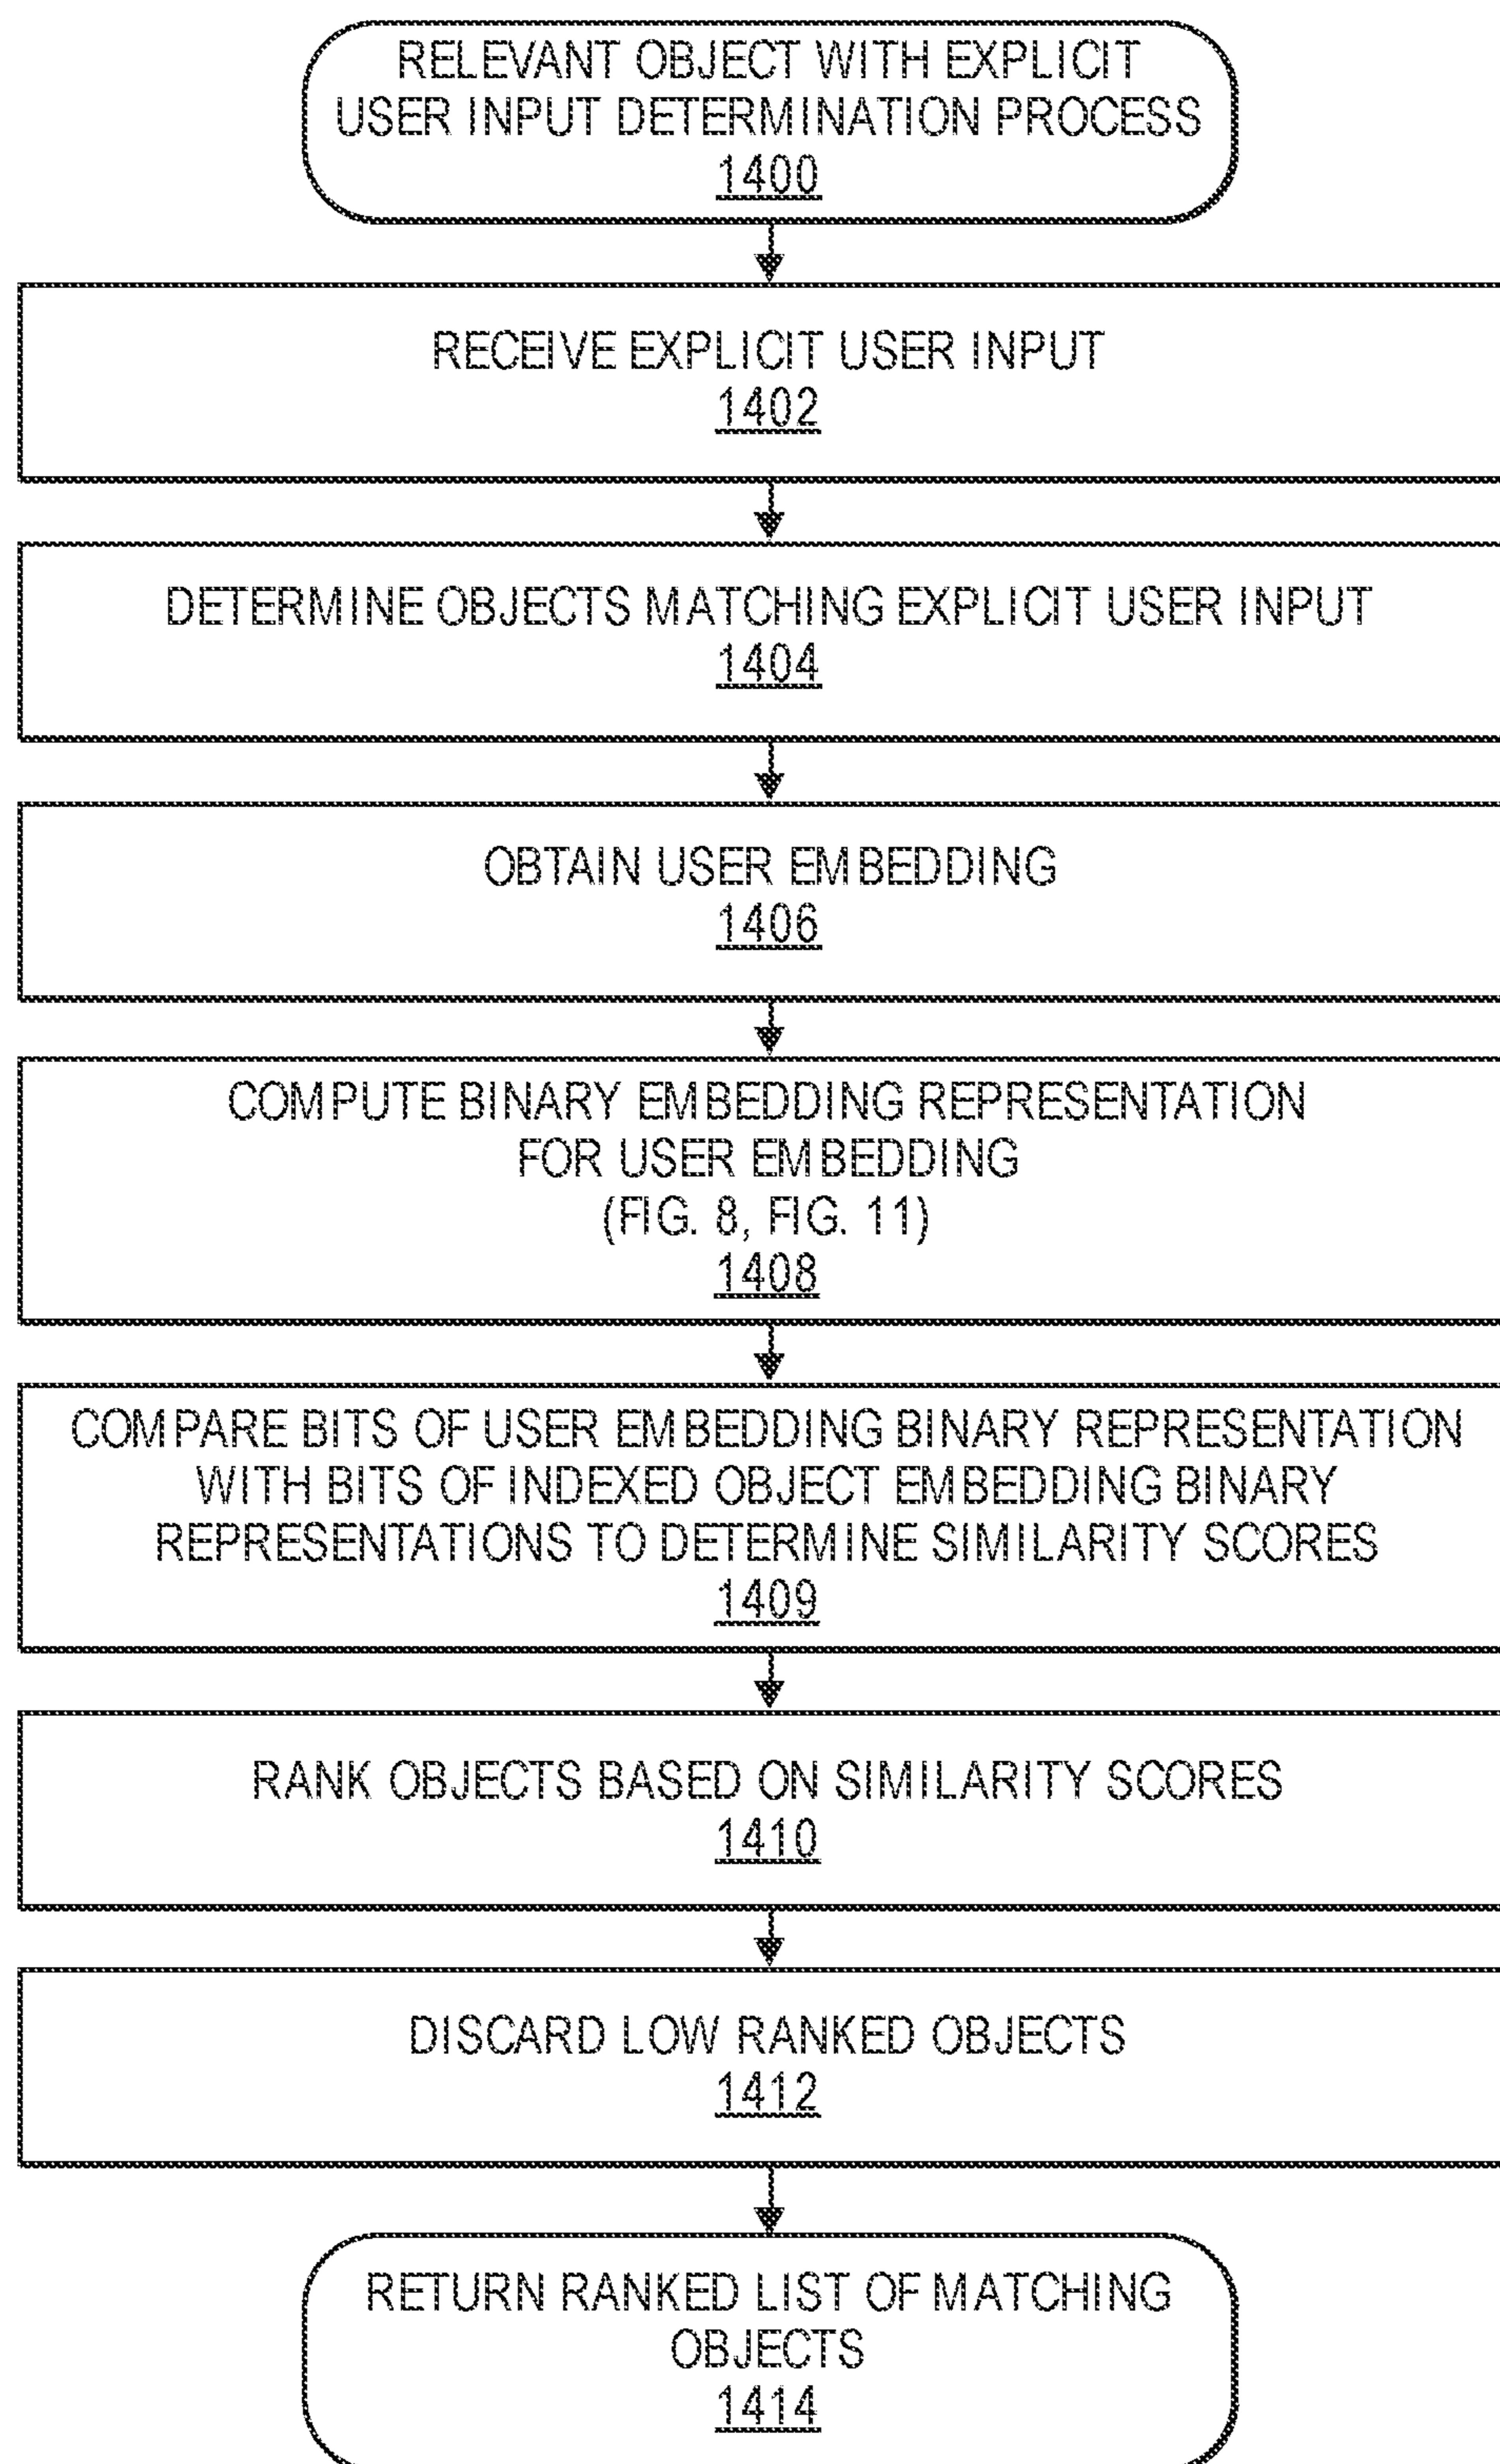 RELEVANT OBJECT WITH EXPLICIT
USER INPUT DETERMINATION PROCESS
1400
RECEIVE EXPLICIT USER INPUT
1402
DETERMINE OBJECTS MATCHING EXPLICIT USER INPUT
1404
OBTAIN USER EMBEDDING
1406
COMPUTE BINARY EMBEDDING REPRESENTATION
FOR USER EMBEDDING
(FIG. 8, FIG. 11)
1408
COMPARE BITS OF USER EMBEDDING BINARY REPRESENTATION
WITH BITS OF INDEXED OBJECT EMBEDDING BINARY
REPRESENTATIONS TO DETERMINE SIMILARITY SCORES
1409
RANK OBJECTS BASED ON SIMILARITY SCORES
1410
DISCARD LOW RANKED OBJECTS
1412
RETURN RANKED LIST OF MATCHING
OBJECTS
1414